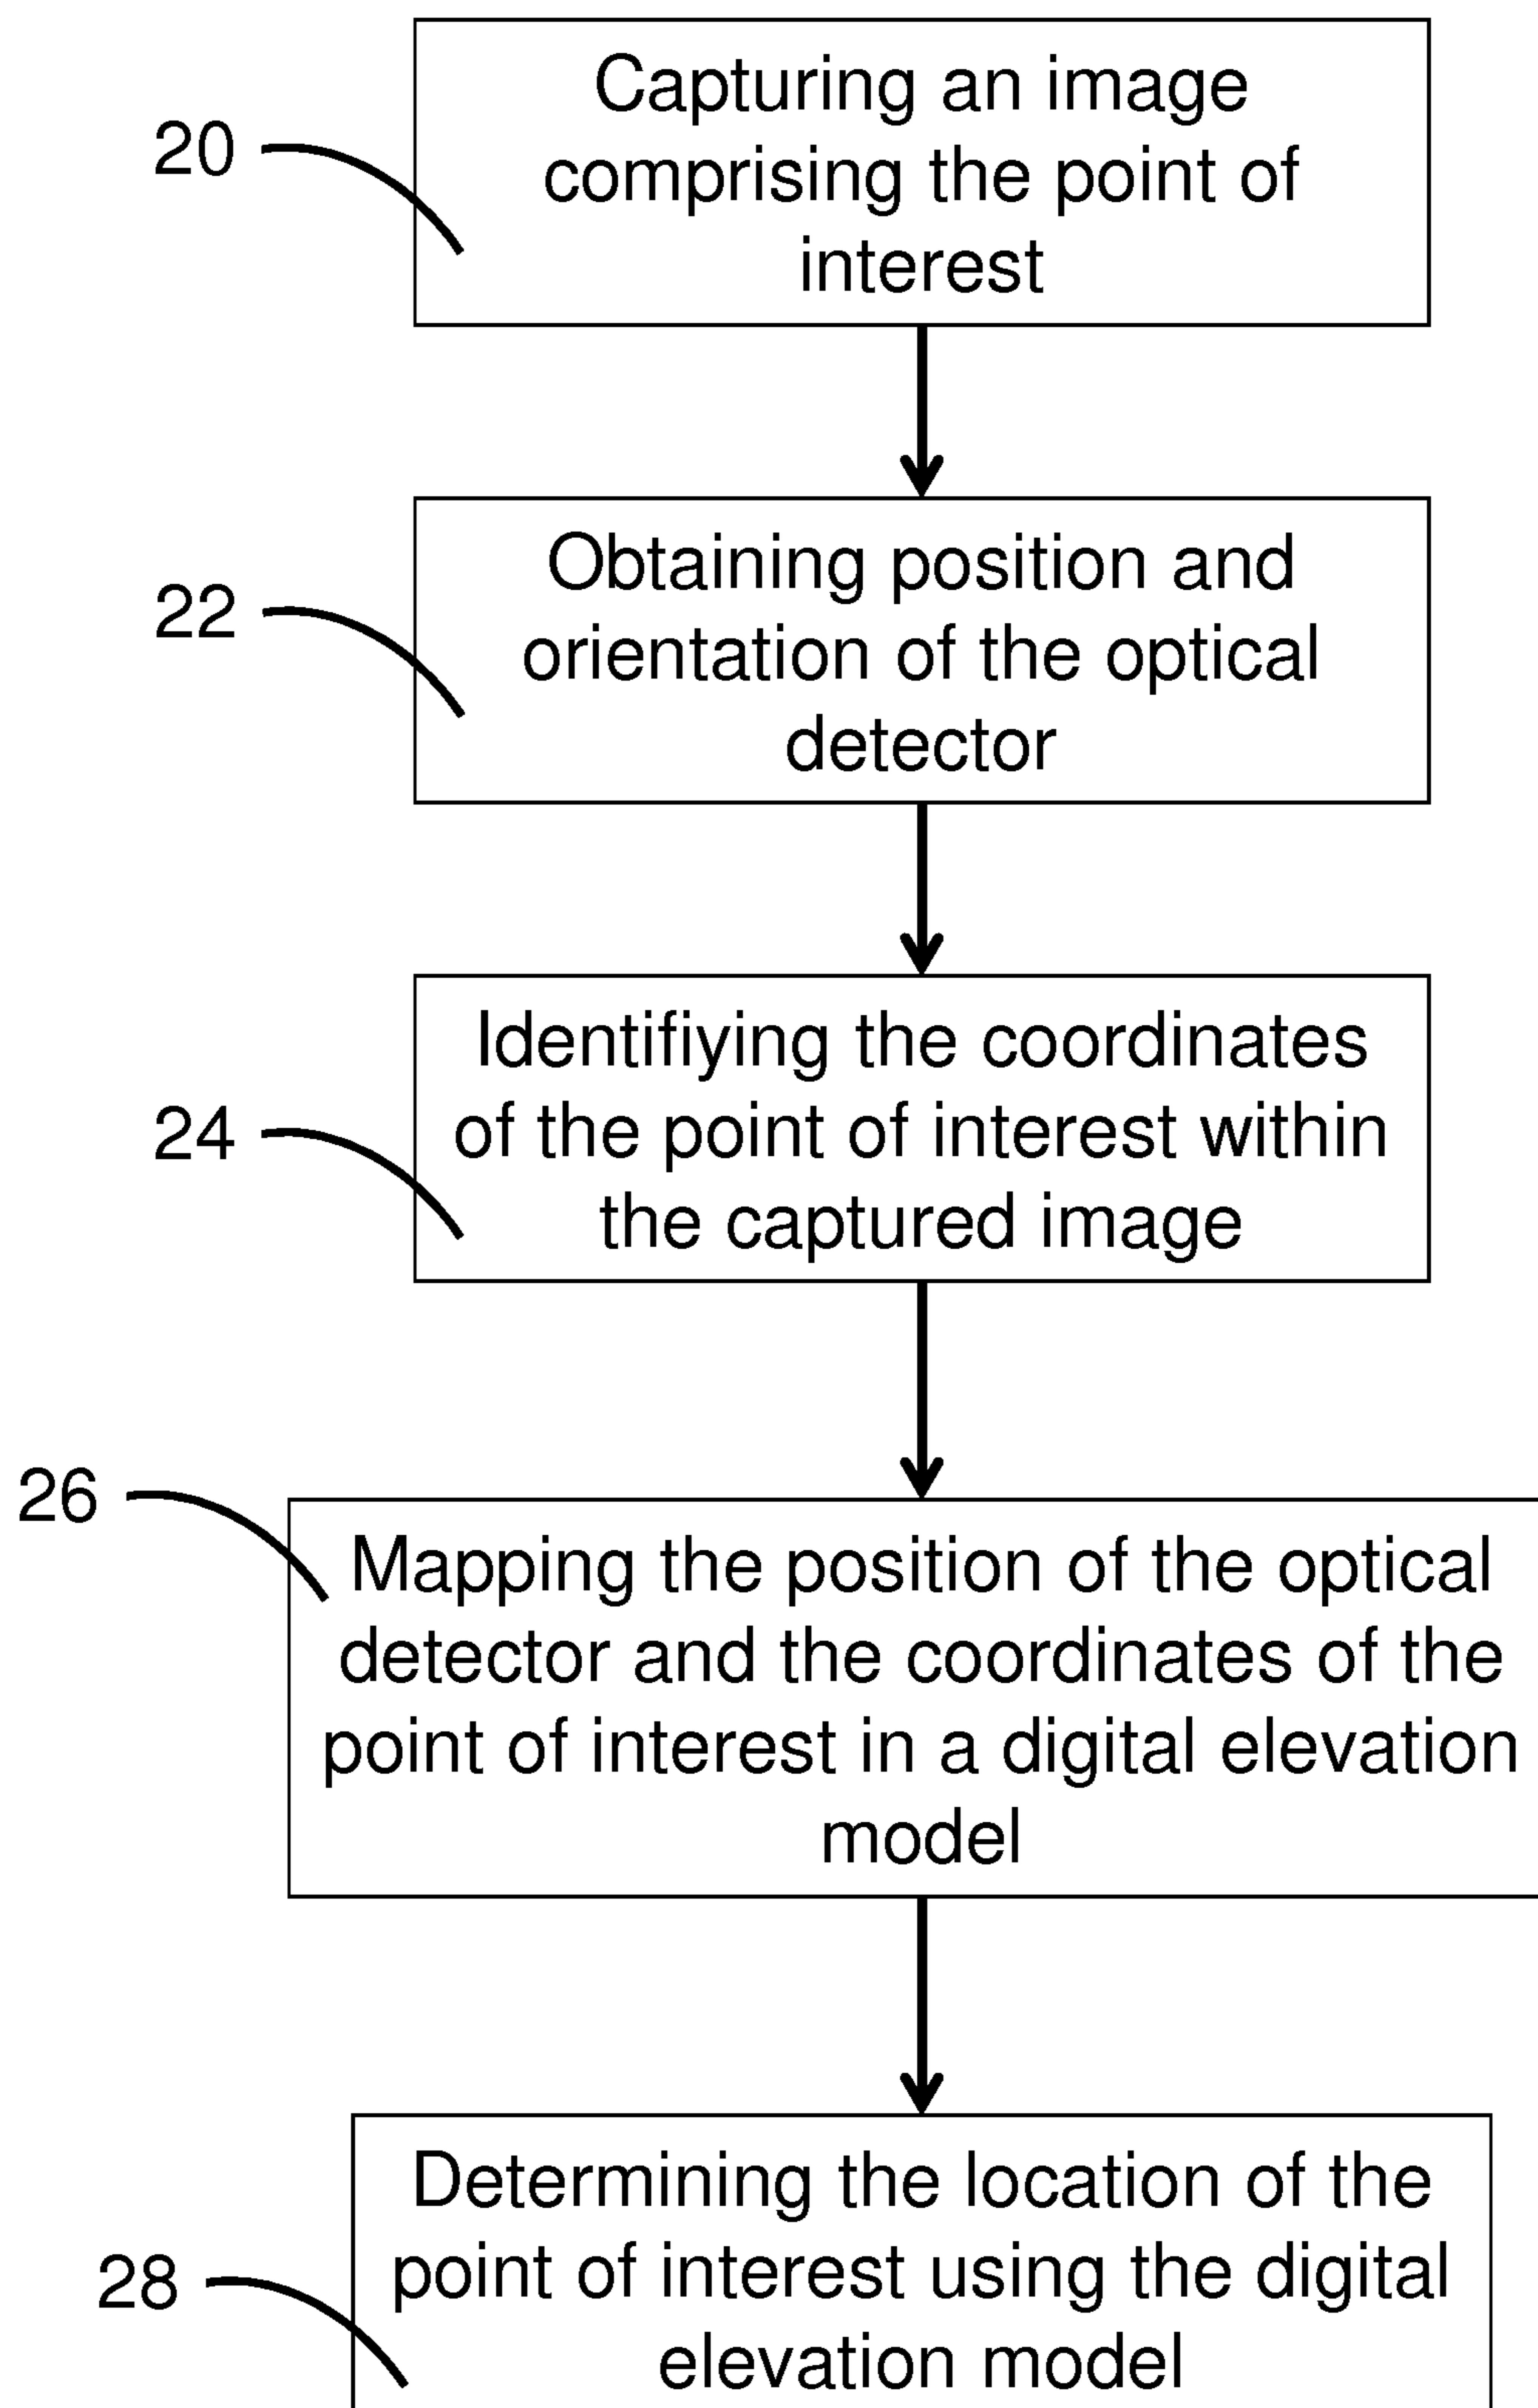 Capturing an image
comprising the point of
interest
20
Obtaining position and
orientation of the optical
detector
22
Identifiying the coordinates
of the point of interest within
the captured image
24
26
Mapping the position of the optical
detector and the coordinates of the
point of interest in a digital elevation
model
Determining the location of the
point of interest using the digital
elevation model
28